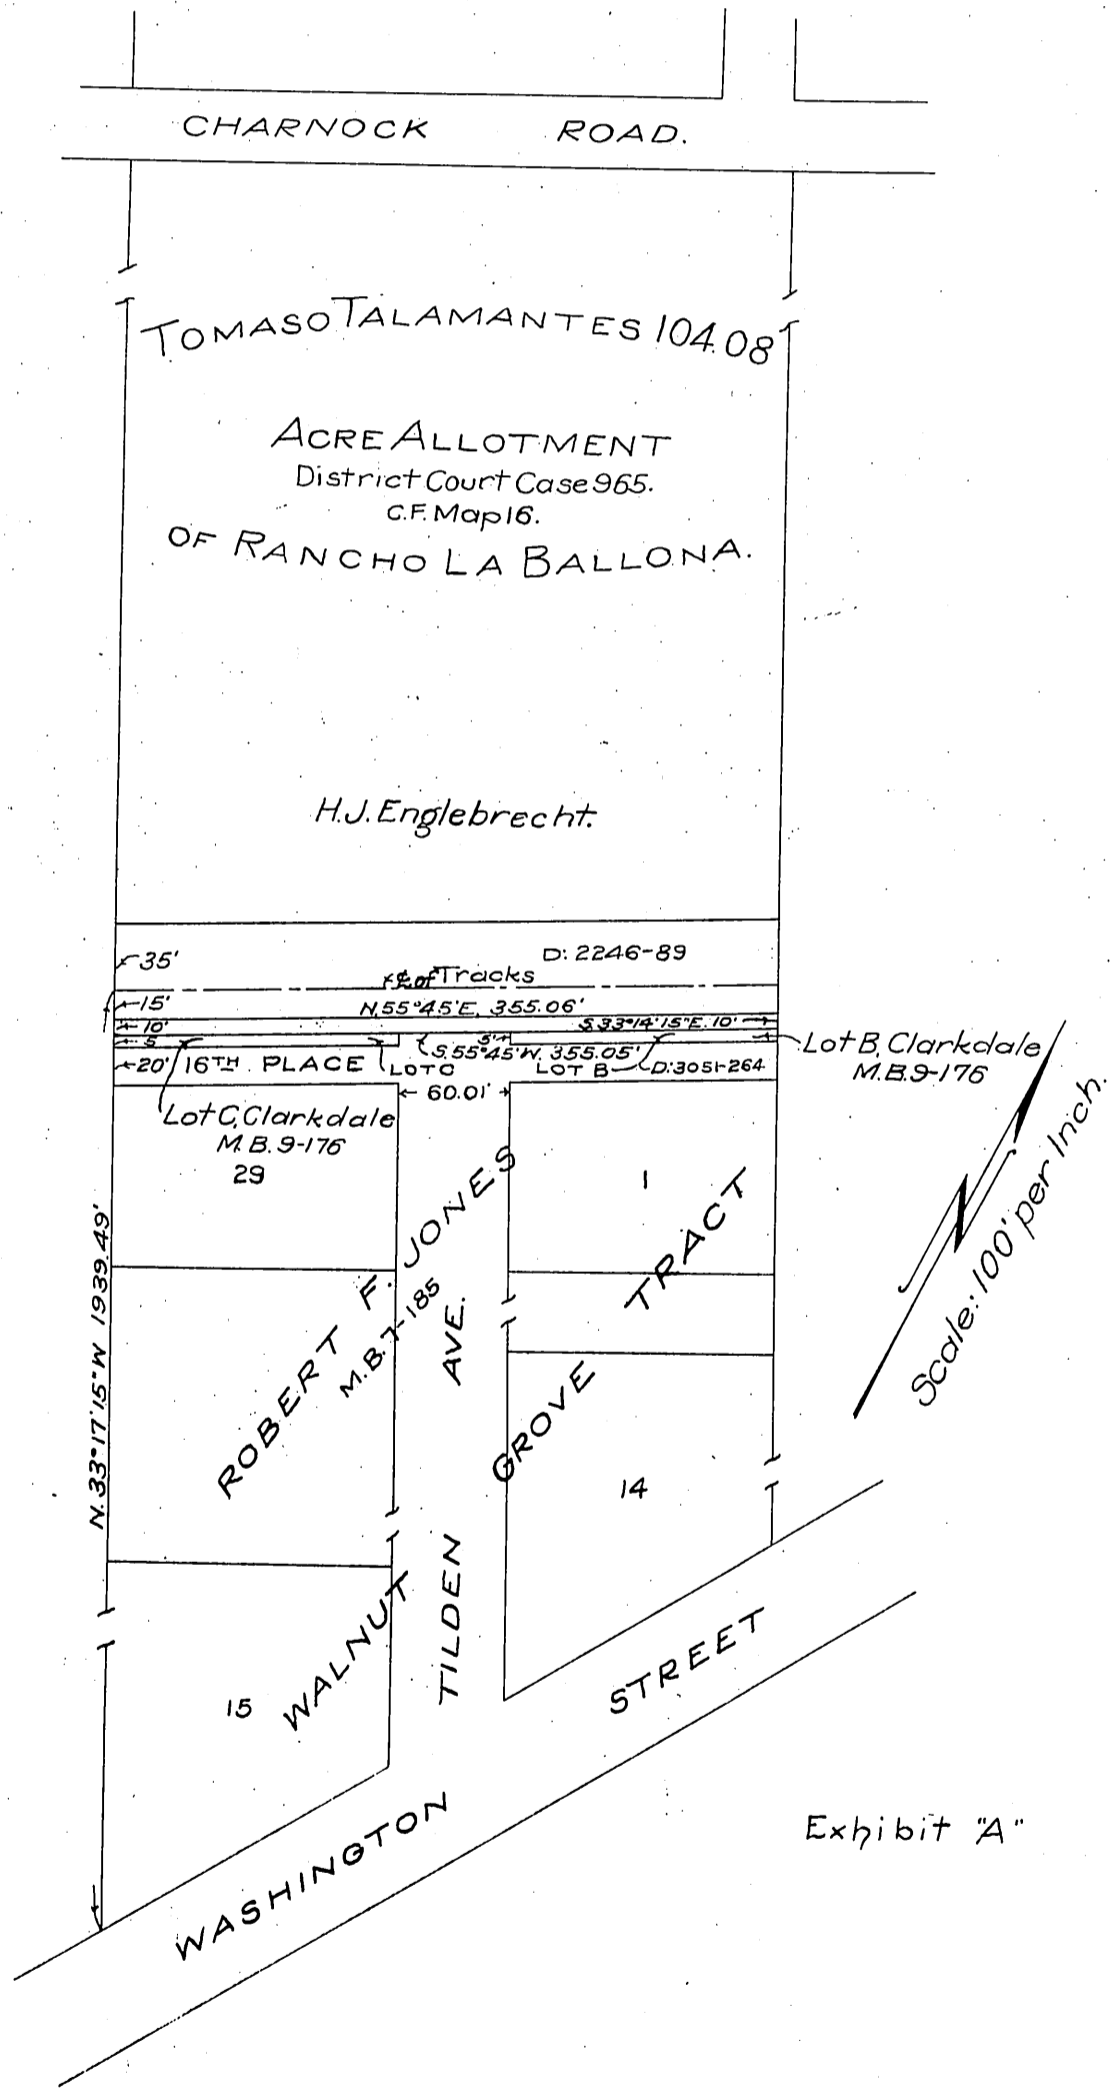 CHARNOCK ROAD.
TOMASO TALAMANTES 104.08
ACRE ALLOTMENT
District Court Case 965.
C.F. Map 16.
OF RANCHO LA BALLONA.
H.J. Englebrecht.
35'
D: 2246-89
℄ of Tracks
15'
N.55°45'E. 355.06'
10'
S.33°14'15"E. 10'
5'
5'
S.55°45'W. 355.05'
Lot B, Clarkdale
M.B. 9-176
20'
16TH. PLACE
LOT C
LOT B
D: 3051-264
60.01'
Lot C, Clarkdale
M.B. 9-176
29
1
N.33°17'15"W 1939.49'
ROBERT F. JONES
M.B. 7-185
WALNUT GROVE TRACT
TILDEN AVE.
14
15
WASHINGTON STREET
Scale: 100' per Inch.
Exhibit "A"